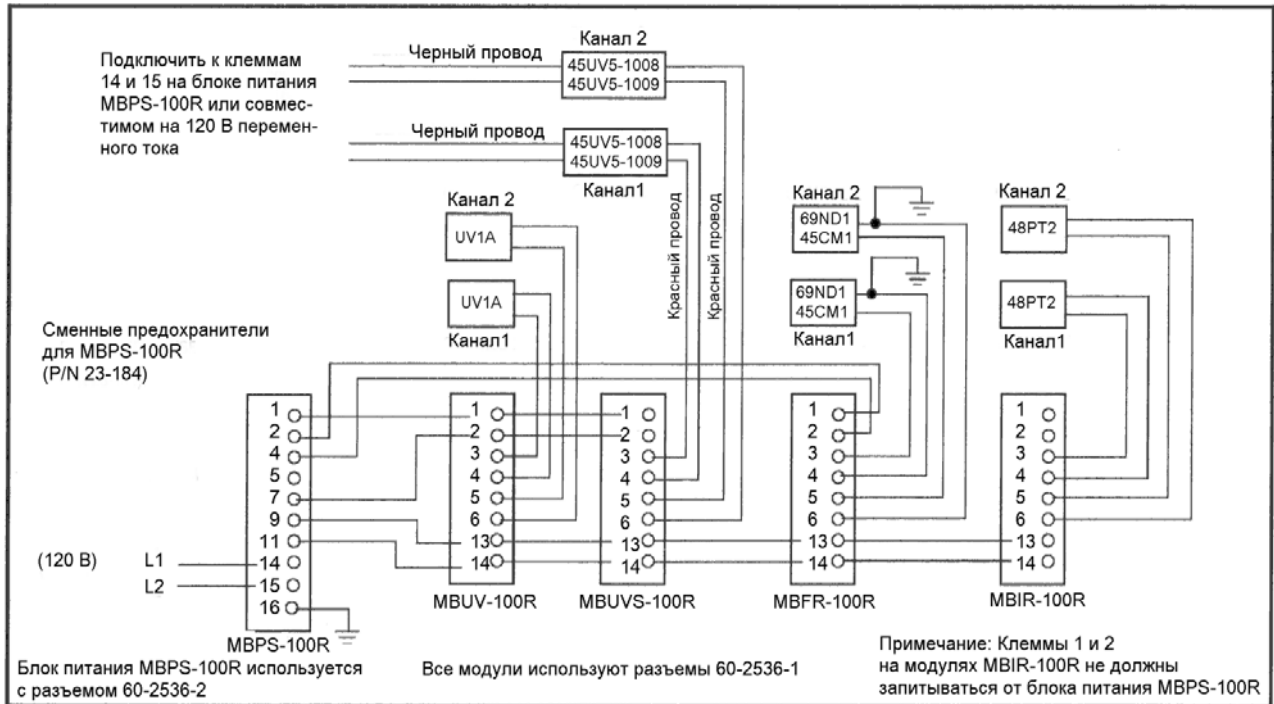 Подключить к клеммам
14 и 15 на блоке питания
MBPS-100R или совмес-
тимом на 120 В перемен-
ного тока
Черный провод
Канал 2
45UV5-1008
45UV5-1009
Черный провод
45UV5-1008
45UV5-1009
Канал1
Красный провод
Красный провод
Канал 2
UV1A
UV1A
Канал1
Канал 2
69ND1
45CM1
69ND1
45CM1
Канал1
Канал 2
48PT2
48PT2
Канал1
Сменные предохранители
для MBPS-100R
(P/N 23-184)
(120 В)
L1
L2
1
2
4
5
7
9
11
14
15
16
MBPS-100R
1
2
3
4
5
6
13
14
MBUV-100R
1
2
3
4
5
6
13
14
MBUVS-100R
1
2
3
4
5
6
13
14
MBFR-100R
1
2
3
4
5
6
13
14
MBIR-100R
Блок питания MBPS-100R используется
с разъемом 60-2536-2
Все модули используют разъемы 60-2536-1
Примечание: Клеммы 1 и 2
на модулях MBIR-100R не должны
запитываться от блока питания MBPS-100R